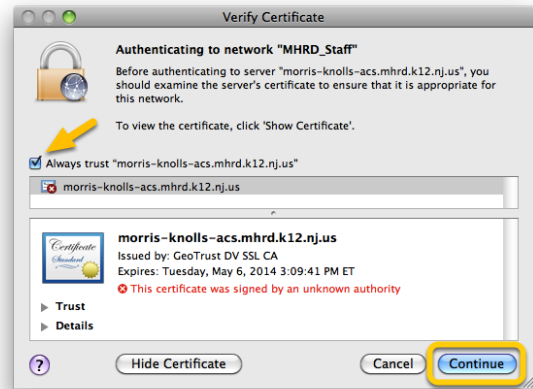 Verify Certificate
Authenticating to network "MHRD_Staff"
Before authenticating to server "morris-knolls-acs.mhrd.k12.nj.us", you
should examine the server's certificate to ensure that it is appropriate for
this network.
To view the certificate, click 'Show Certificate'.
Always trust "morris-knolls-acs.mhrd.k12.nj.us"
morris-knolls-acs.mhrd.k12.nj.us
Certificate
Standard
morris-knolls-acs.mhrd.k12.nj.us
Issued by: GeoTrust DV SSL CA
Expires: Tuesday, May 6, 2014 3:09:41 PM ET
This certificate was signed by an unknown authority
Trust
Details
? Hide Certificate Cancel Continue